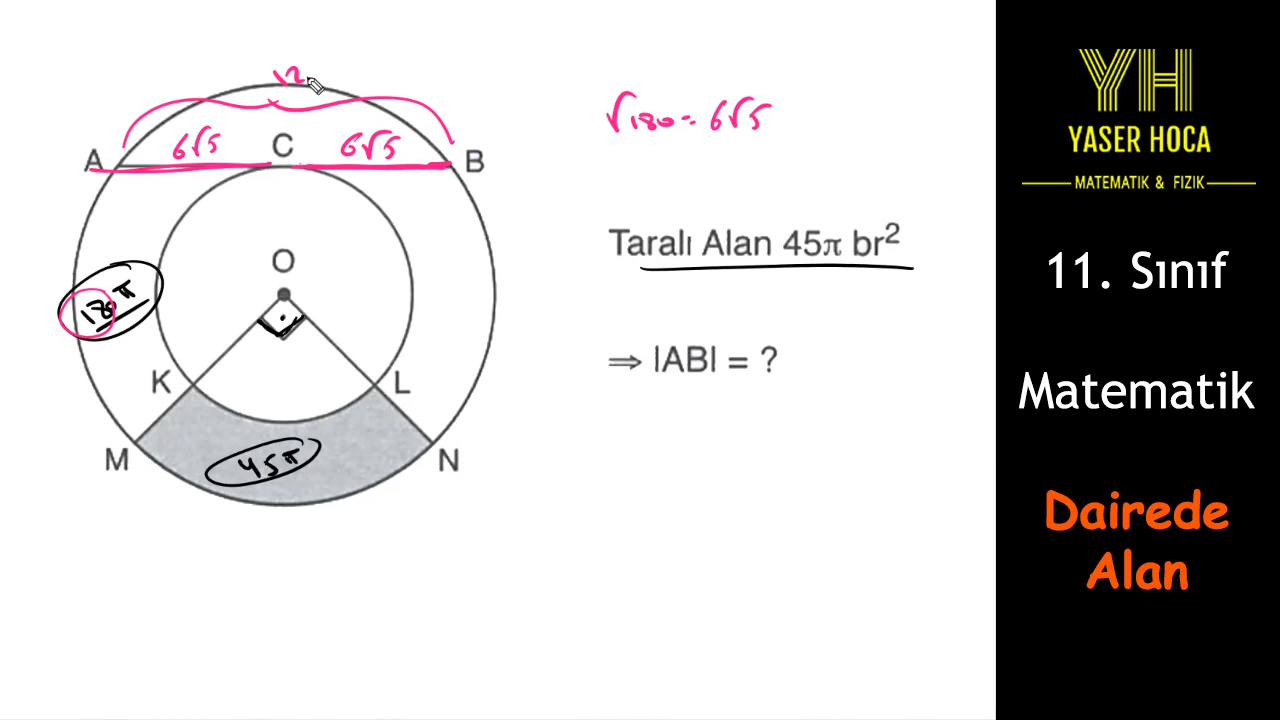 12
6√5
6√5
A
C
B
O
180π
K
L
M
N
45π
√180 = 6√5
Taralı Alan 45π br²
⇒ |AB| = ?
YH
YASER HOCA
MATEMATIK & FIZIK
11. Sınıf
Matematik
Dairede
Alan